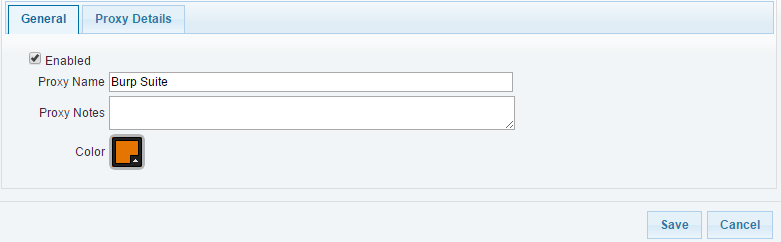 General Proxy Details
Enabled
Proxy Name Burp Suite
Proxy Notes
Color
Save Cancel